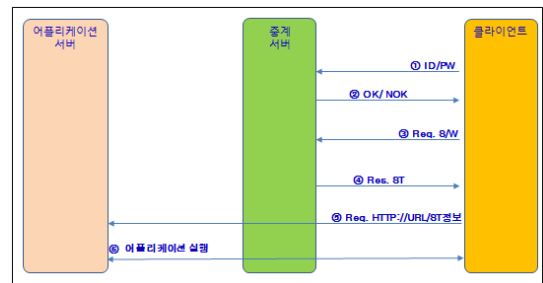 어플리케이션
서버
중계
서버
클라이언트
① ID/PW
② OK/ NOK
③ Req. S/W
④ Res. ST
⑤ Req. HTTP://URL/ST정보
⑥ 어플리케이션 실행